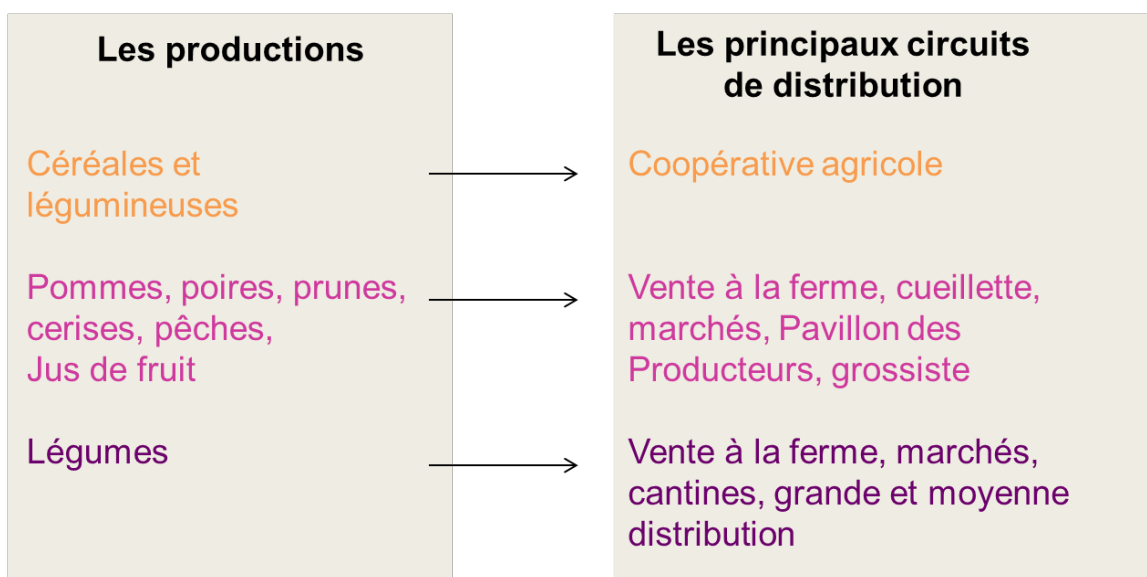 Les productions
Céréales et
légumineuses
Pommes, poires, prunes,
cerises, pêches,
Jus de fruit
Légumes
Les principaux circuits
de distribution
Coopérative agricole
Vente à la ferme, cueillette,
marchés, Pavillon des
Producteurs, grossiste
Vente à la ferme, marchés,
cantines, grande et moyenne
distribution